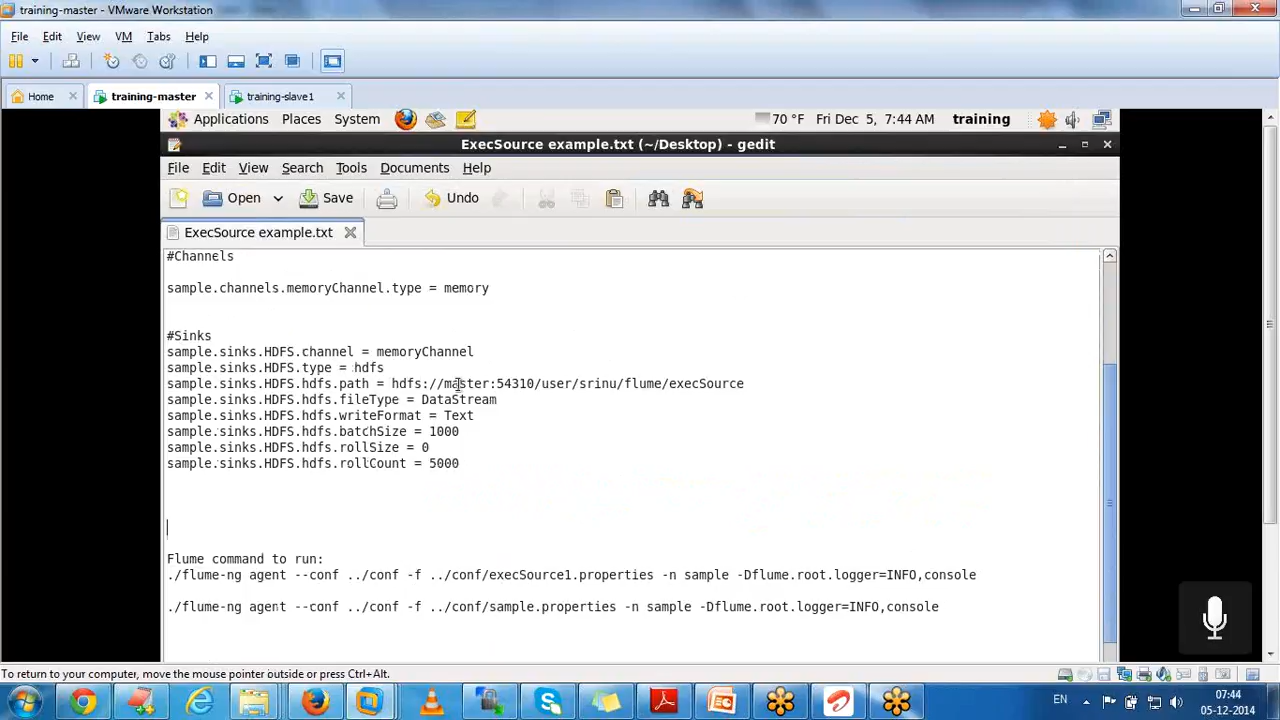 training-master - VMware Workstation
File Edit View VM Tabs Help
Home training-master training-slave1
Applications Places System 70 °F Fri Dec 5, 7:44 AM training
ExecSource example.txt (~/Desktop) - gedit
File Edit View Search Tools Documents Help
Open Save Undo
ExecSource example.txt
#Channels
sample.channels.memoryChannel.type = memory
#Sinks
sample.sinks.HDFS.channel = memoryChannel
sample.sinks.HDFS.type = hdfs
sample.sinks.HDFS.hdfs.path = hdfs://master:54310/user/srinu/flume/execSource
sample.sinks.HDFS.hdfs.fileType = DataStream
sample.sinks.HDFS.hdfs.writeFormat = Text
sample.sinks.HDFS.hdfs.batchSize = 1000
sample.sinks.HDFS.hdfs.rollSize = 0
sample.sinks.HDFS.hdfs.rollCount = 5000
Flume command to run:
./flume-ng agent --conf ../conf -f ../conf/execSource1.properties -n sample -Dflume.root.logger=INFO,console
./flume-ng agent --conf ../conf -f ../conf/sample.properties -n sample -Dflume.root.logger=INFO,console
To return to your computer, move the mouse pointer outside or press Ctrl+Alt.
EN 07:44
05-12-2014